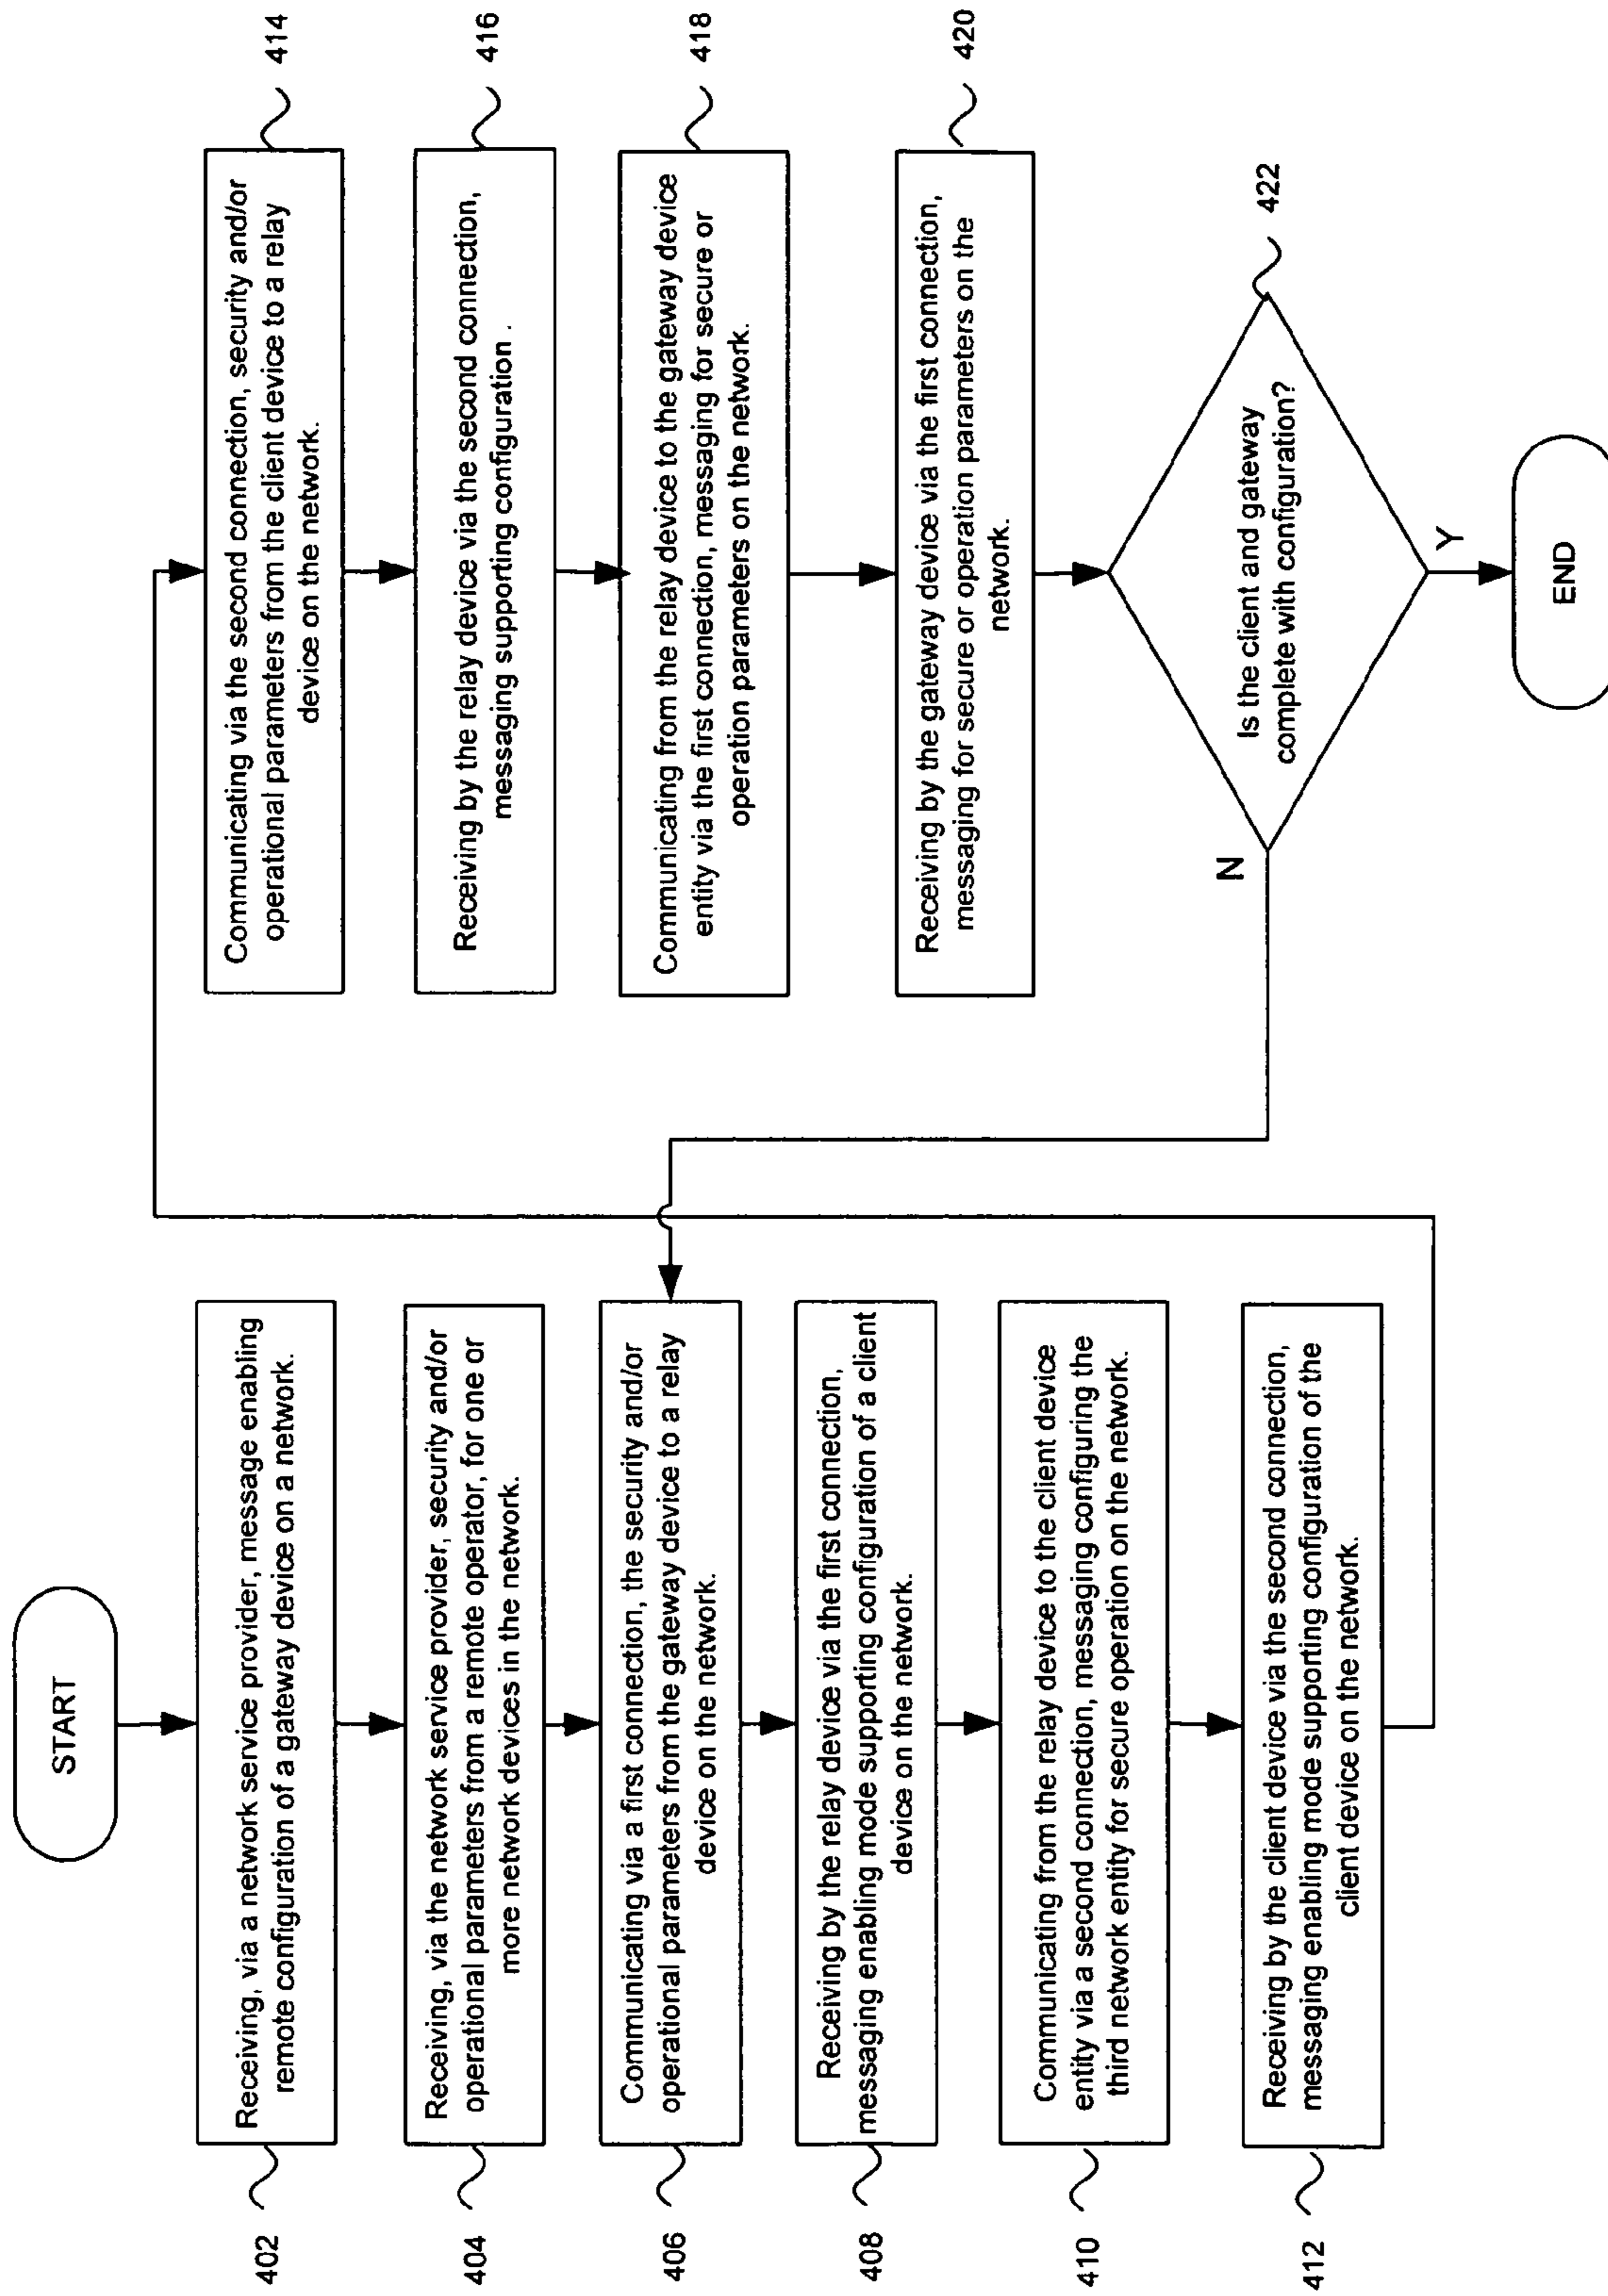 START
402
Receiving, via a network service provider, message enabling
remote configuration of a gateway device on a network.
404
Receiving, via the network service provider, security and/or
operational parameters from a remote operator, for one or
more network devices in the network.
406
Communicating via a first connection, the security and/or
operational parameters from the gateway device to a relay
device on the network.
408
Receiving by the relay device via the first connection,
messaging enabling mode supporting configuration of a client
device on the network.
410
Communicating from the relay device to the client device
entity via a second connection, messaging configuring the
third network entity for secure operation on the network.
412
Receiving by the client device via the second connection,
messaging enabling mode supporting configuration of the
client device on the network.
414
Communicating via the second connection, security and/or
operational parameters from the client device to a relay
device on the network.
416
Receiving by the relay device via the second connection,
messaging supporting configuration .
418
Communicating from the relay device to the gateway device
entity via the first connection, messaging for secure or
operation parameters on the network.
420
Receiving by the gateway device via the first connection,
messaging for secure or operation parameters on the
network.
422
Is the client and gateway
complete with configuration?
N
Y
END